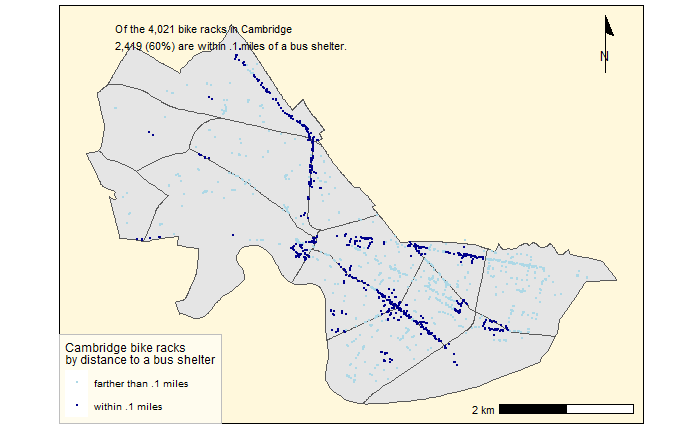 Of the 4,021 bike racks in Cambridge
2,449 (60%) are within .1 miles of a bus shelter.
N
Cambridge bike racks
by distance to a bus shelter
farther than .1 miles
within .1 miles
2 km